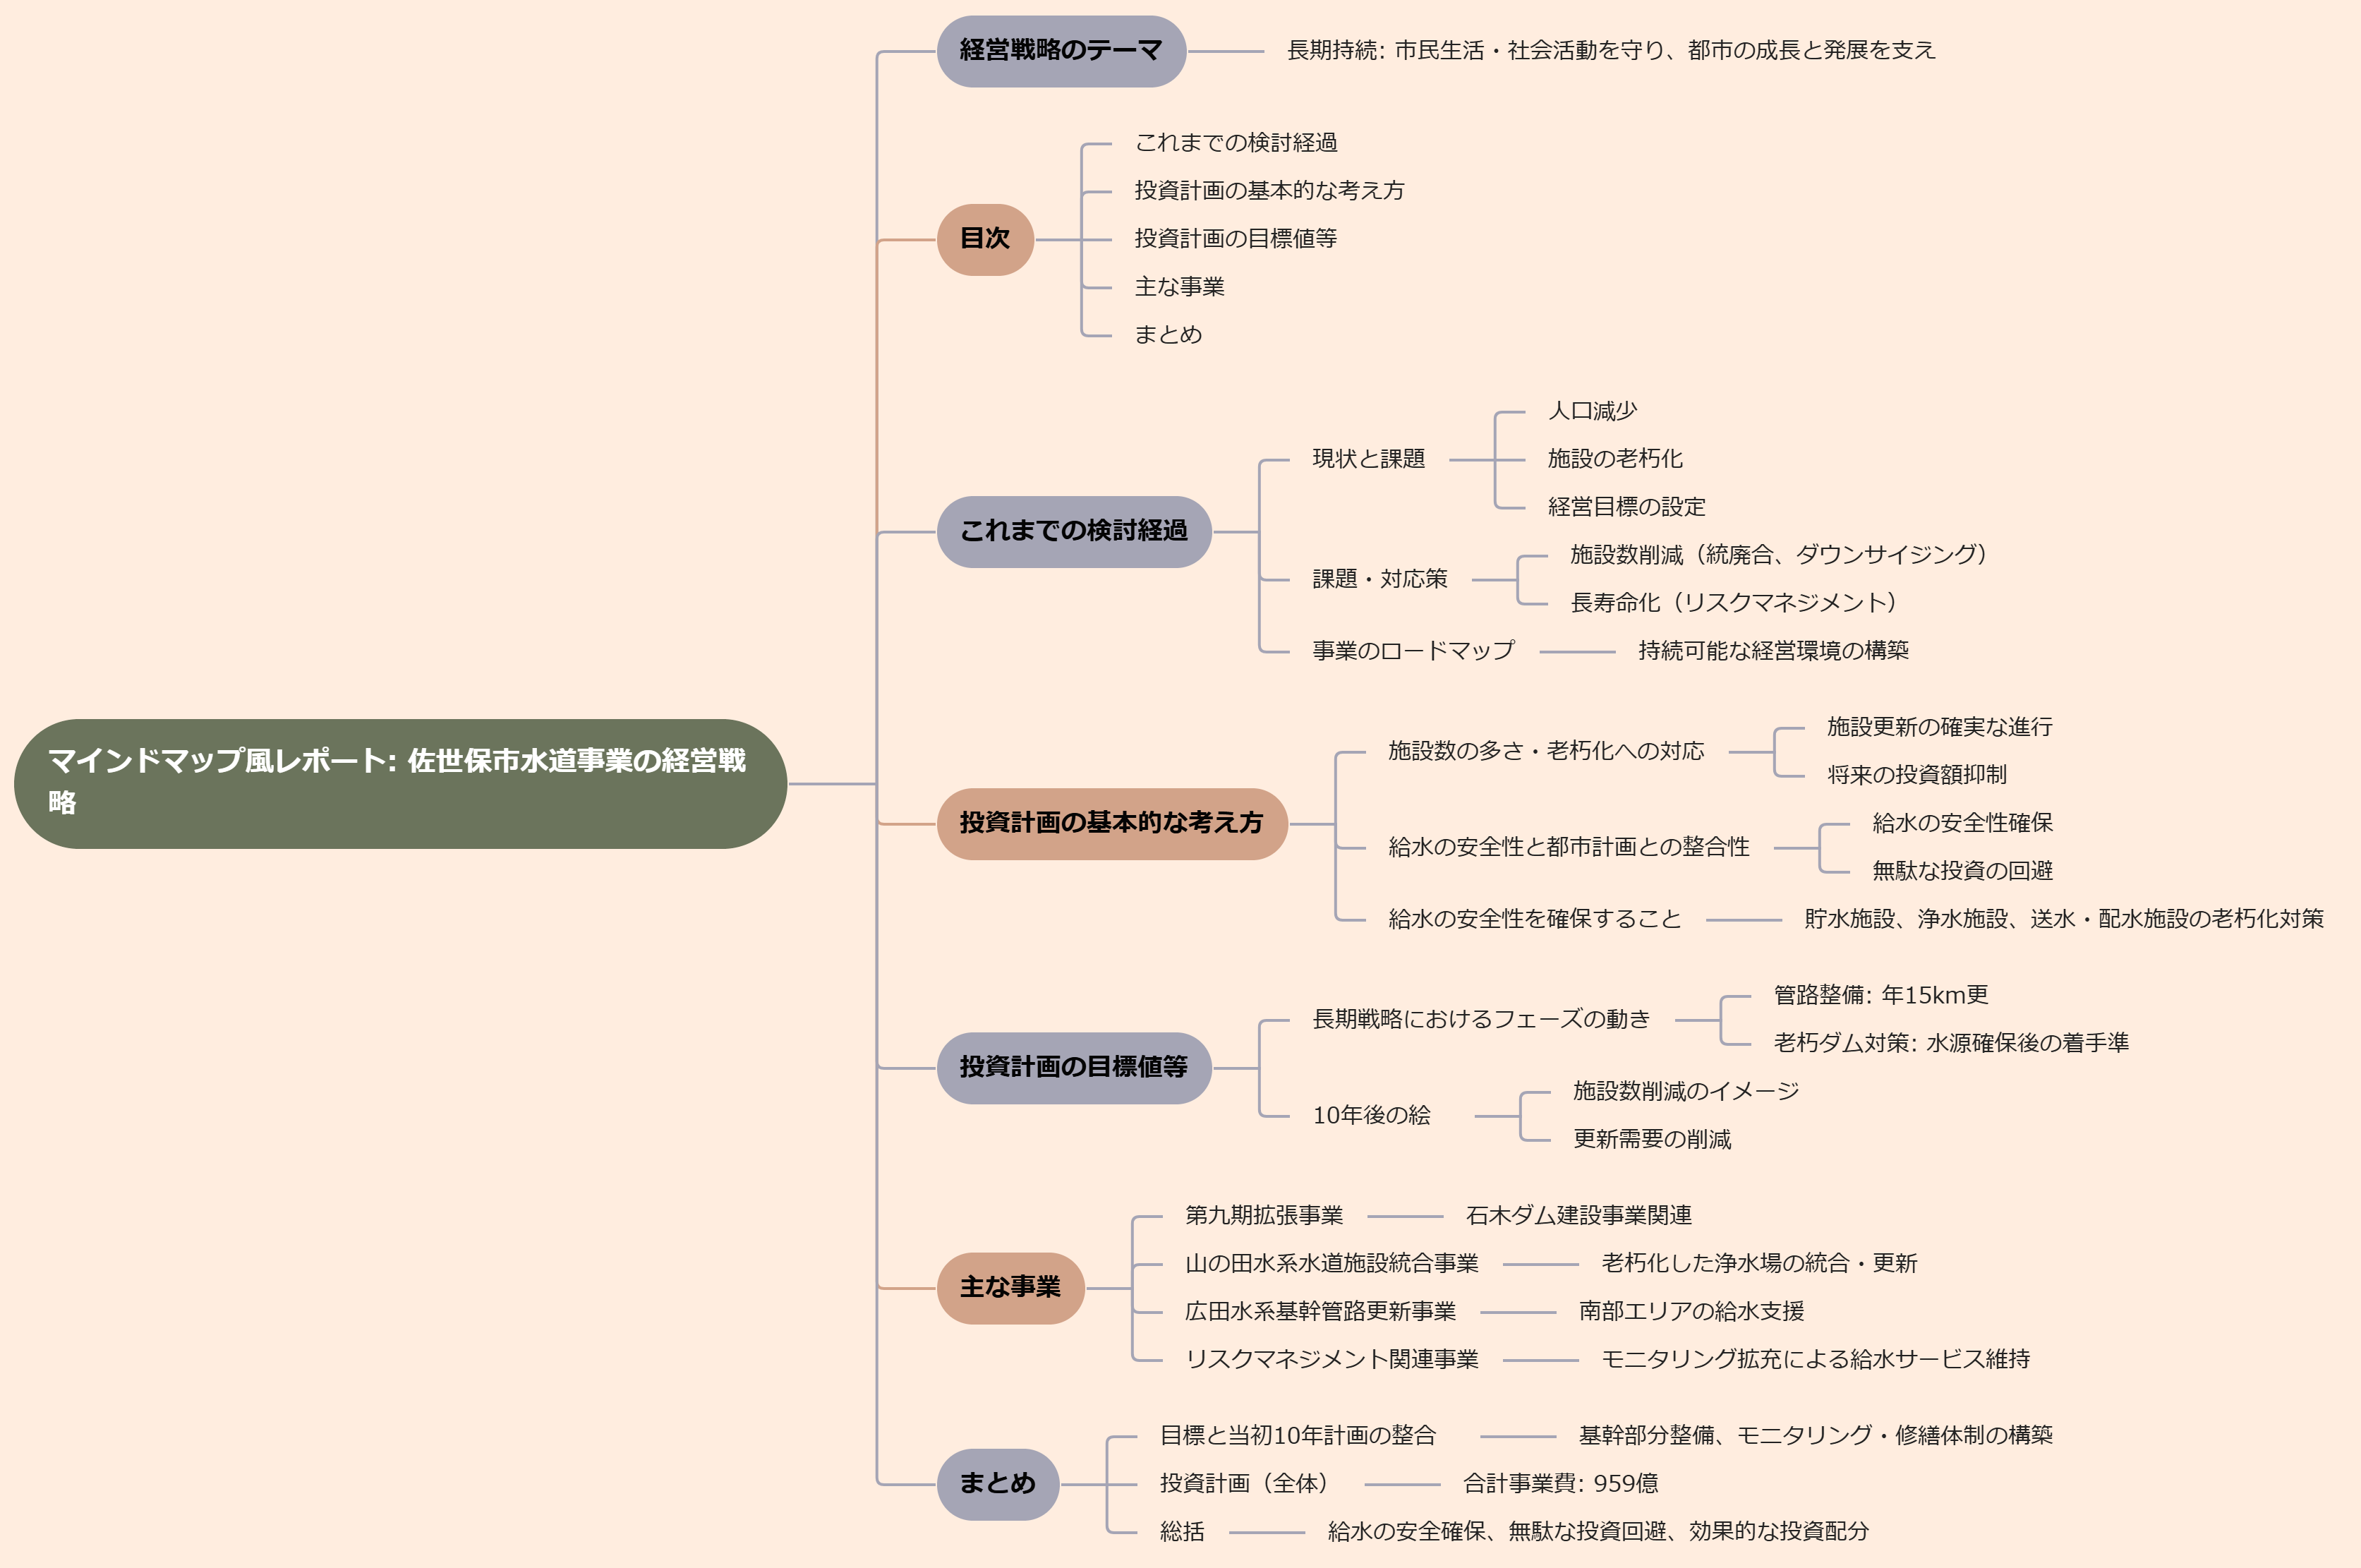 マインドマップ風レポート: 佐世保市水道事業の経営戦
略
経営戦略のテーマ
長期持続: 市民生活・社会活動を守り、都市の成長と発展を支え
目次
これまでの検討経過
投資計画の基本的な考え方
投資計画の目標値等
主な事業
まとめ
これまでの検討経過
現状と課題
人口減少
施設の老朽化
経営目標の設定
課題・対応策
施設数削減（統廃合、ダウンサイジング）
長寿命化（リスクマネジメント）
事業のロードマップ
持続可能な経営環境の構築
投資計画の基本的な考え方
施設数の多さ・老朽化への対応
施設更新の確実な進行
将来の投資額抑制
給水の安全性と都市計画との整合性
給水の安全性確保
無駄な投資の回避
給水の安全性を確保すること
貯水施設、浄水施設、送水・配水施設の老朽化対策
投資計画の目標値等
長期戦略におけるフェーズの動き
管路整備: 年15km更
老朽ダム対策: 水源確保後の着手準
10年後の絵
施設数削減のイメージ
更新需要の削減
主な事業
第九期拡張事業
石木ダム建設事業関連
山の田水系水道施設統合事業
老朽化した浄水場の統合・更新
広田水系基幹管路更新事業
南部エリアの給水支援
リスクマネジメント関連事業
モニタリング拡充による給水サービス維持
まとめ
目標と当初10年計画の整合
基幹部分整備、モニタリング・修繕体制の構築
投資計画（全体）
合計事業費: 959億
総括
給水の安全確保、無駄な投資回避、効果的な投資配分